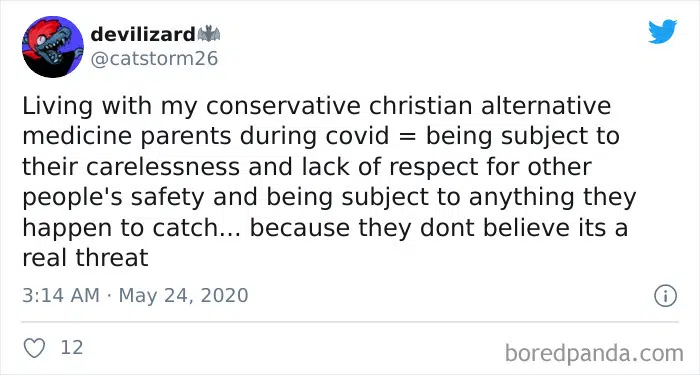 devilizard🦇
@catstorm26
Living with my conservative christian alternative
medicine parents during covid = being subject to
their carelessness and lack of respect for other
people's safety and being subject to anything they
happen to catch... because they dont believe its a
real threat
3:14 AM · May 24, 2020
12
boredpanda.com